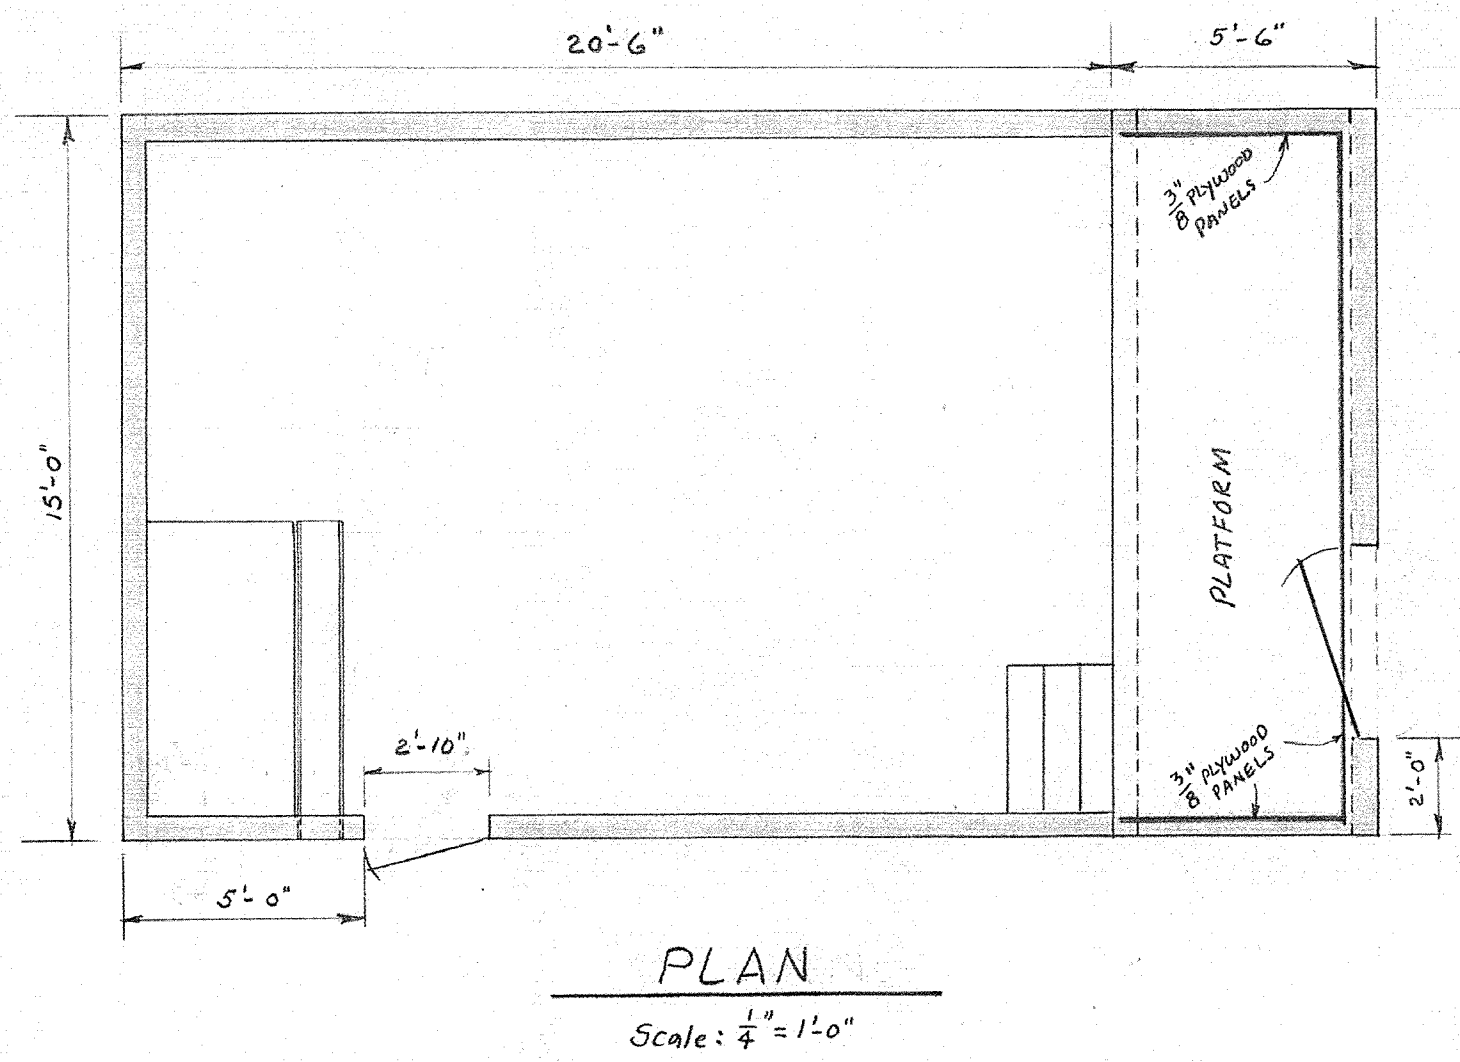 20'-6"
5'-6"
3/8" PLYWOOD
PANELS
15'-0"
PLATFORM
2'-10"
3/8" PLYWOOD
PANELS
2'-0"
5'-0"
PLAN
Scale: 1/4" = 1'-0"